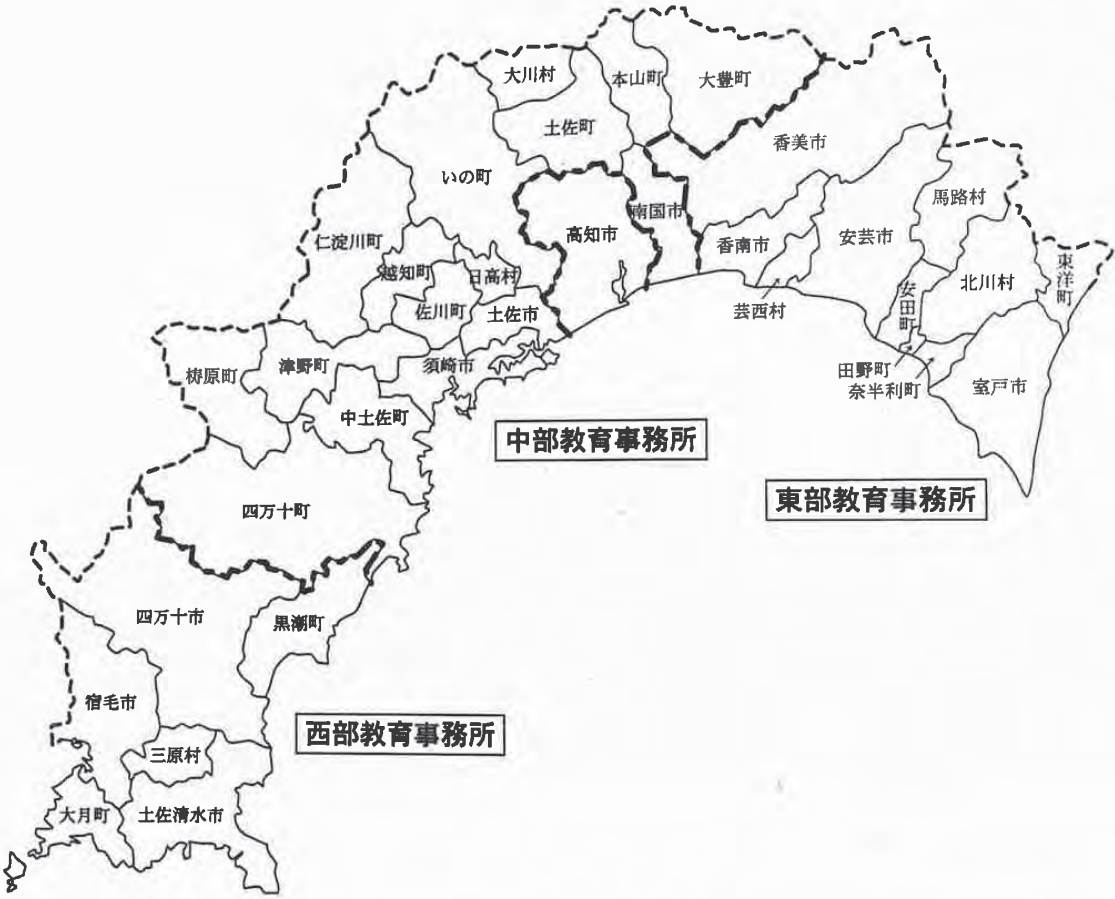 大川村
本山町
大豊町
土佐町
香美市
いの町
馬路村
南国市
仁淀川町
高知市
香南市
安芸市
越知町
日高村
東洋町
北川村
佐川町
土佐市
芸西村
安田町
津野町
須崎市
田野町
梼原町
奈半利町
室戸市
中土佐町
中部教育事務所
東部教育事務所
四万十町
四万十市
黒潮町
宿毛市
西部教育事務所
三原村
大月町
土佐清水市